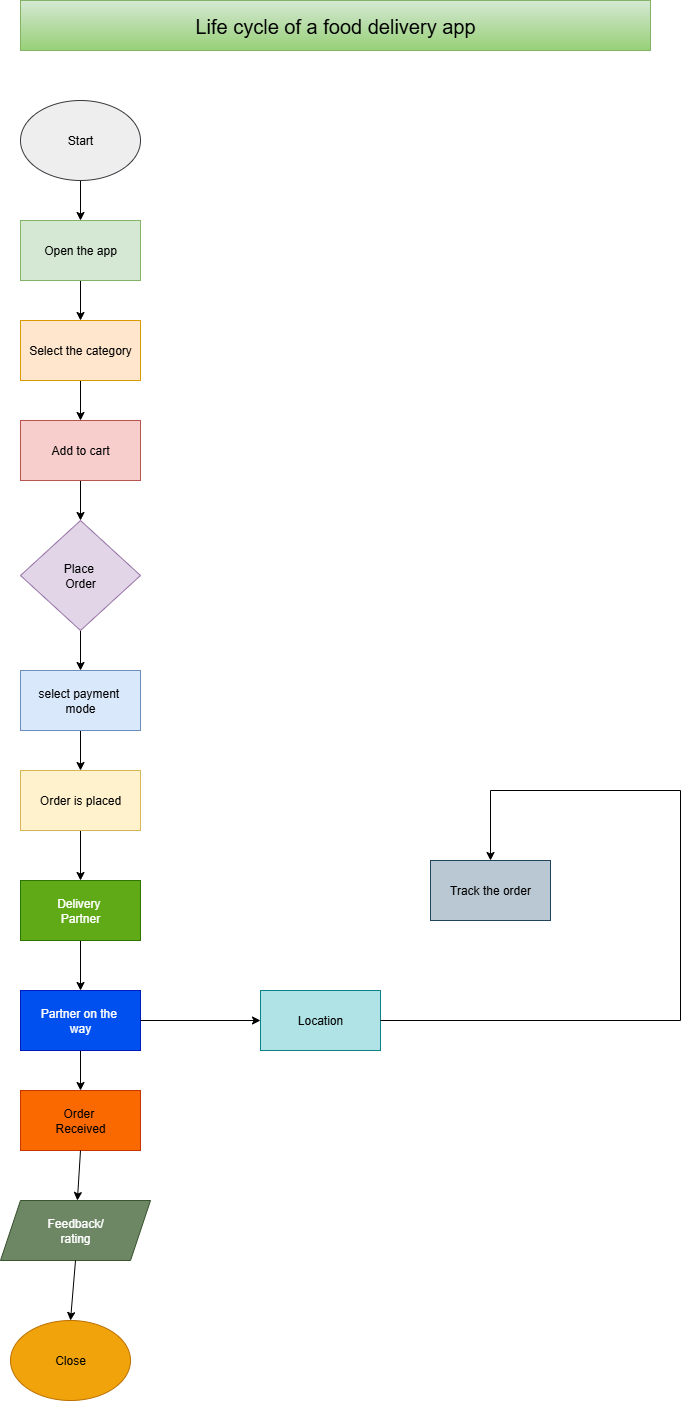 Life cycle of a food delivery app
Start
Open the app
Select the category
Add to cart
Place
Order
select payment
mode
Order is placed
Delivery
Partner
Track the order
Partner on the
way
Location
Order
Received
Feedback/
rating
Close